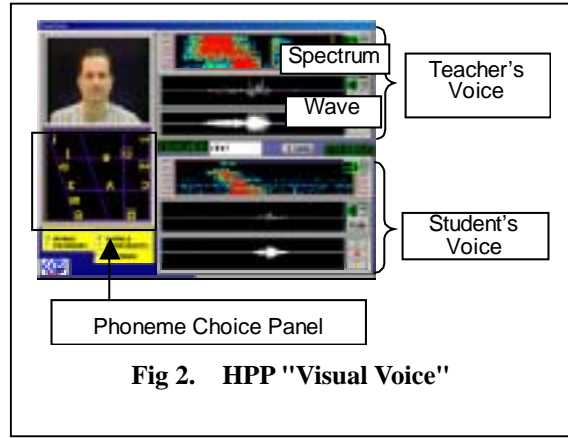 Spectrum
Teacher's
Voice
Wave
Student's
Voice
Phoneme Choice Panel
Fig 2. HPP "Visual Voice"